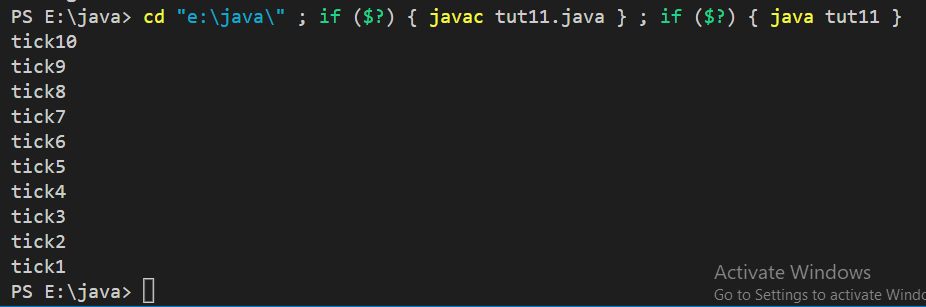 PS E:\java> cd "e:\java\" ; if ($?) { javac tut11.java } ; if ($?) { java tut11 }
tick10
tick9
tick8
tick7
tick6
tick5
tick4
tick3
tick2
tick1
PS E:\java>
Activate Windows
Go to Settings to activate